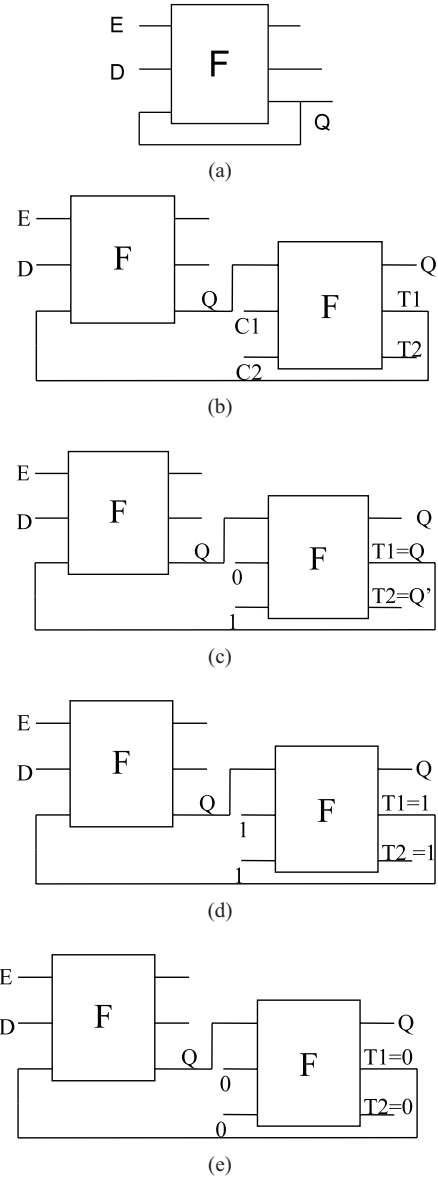 E
F
D
Q
(a)
E
D
F
Q
Q
F
T1
C1
T2
C2
(b)
E
D
F
Q
Q
F
T1=Q
0
T2=Q’
1
(c)
E
D
F
Q
Q
F
T1=1
1
T2 =1
1
(d)
E
D
F
Q
Q
F
T1=0
0
T2=0
0
(e)